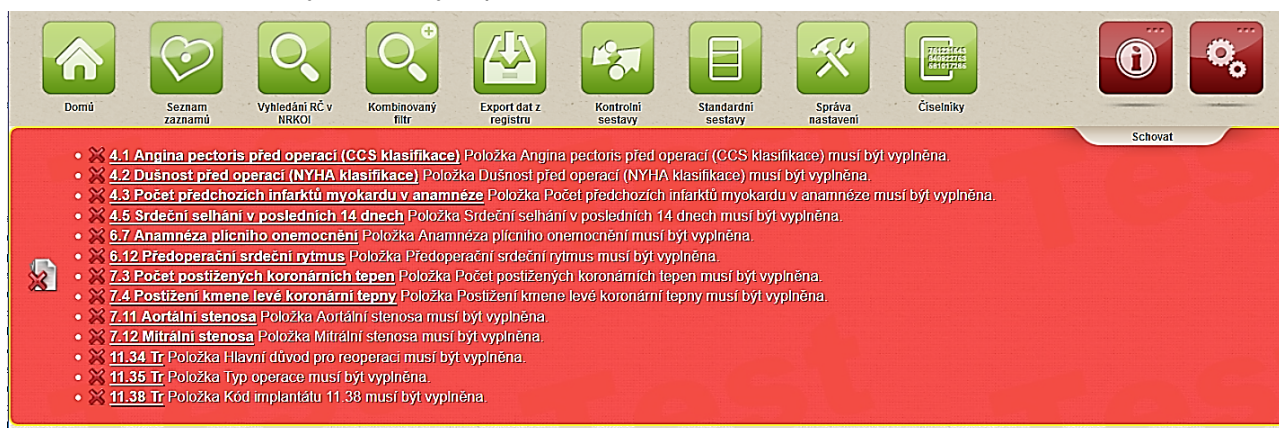 Domů
Seznam záznamů
Vyhledání RČ v NRKOI
Kombinovaný filtr
Export dat z registru
Kontrolní sestavy
Standardní sestavy
Správa nastavení
Číselníky
Schovat
4.1 Angina pectoris před operací (CCS klasifikace) Položka Angina pectoris před operací (CCS klasifikace) musí být vyplněna.
4.2 Dušnost před operací (NYHA klasifikace) Položka Dušnost před operací (NYHA klasifikace) musí být vyplněna.
4.3 Počet předchozích infarktů myokardu v anamnéze Položka Počet předchozích infarktů myokardu v anamnéze musí být vyplněna.
4.5 Srdeční selhání v posledních 14 dnech Položka Srdeční selhání v posledních 14 dnech musí být vyplněna.
6.7 Anamnéza plicního onemocnění Položka Anamnéza plicního onemocnění musí být vyplněna.
6.12 Předoperační srdeční rytmus Položka Předoperační srdeční rytmus musí být vyplněna.
7.3 Počet postižených koronárních tepen Položka Počet postižených koronárních tepen musí být vyplněna.
7.4 Postižení kmene levé koronární tepny Položka Postižení kmene levé koronární tepny musí být vyplněna.
7.11 Aortální stenosa Položka Aortální stenosa musí být vyplněna.
7.12 Mitrální stenosa Položka Mitrální stenosa musí být vyplněna.
11.34 Tr Položka Hlavní důvod pro reoperaci musí být vyplněna.
11.35 Tr Položka Typ operace musí být vyplněna.
11.38 Tr Položka Kód implantátu 11.38 musí být vyplněna.